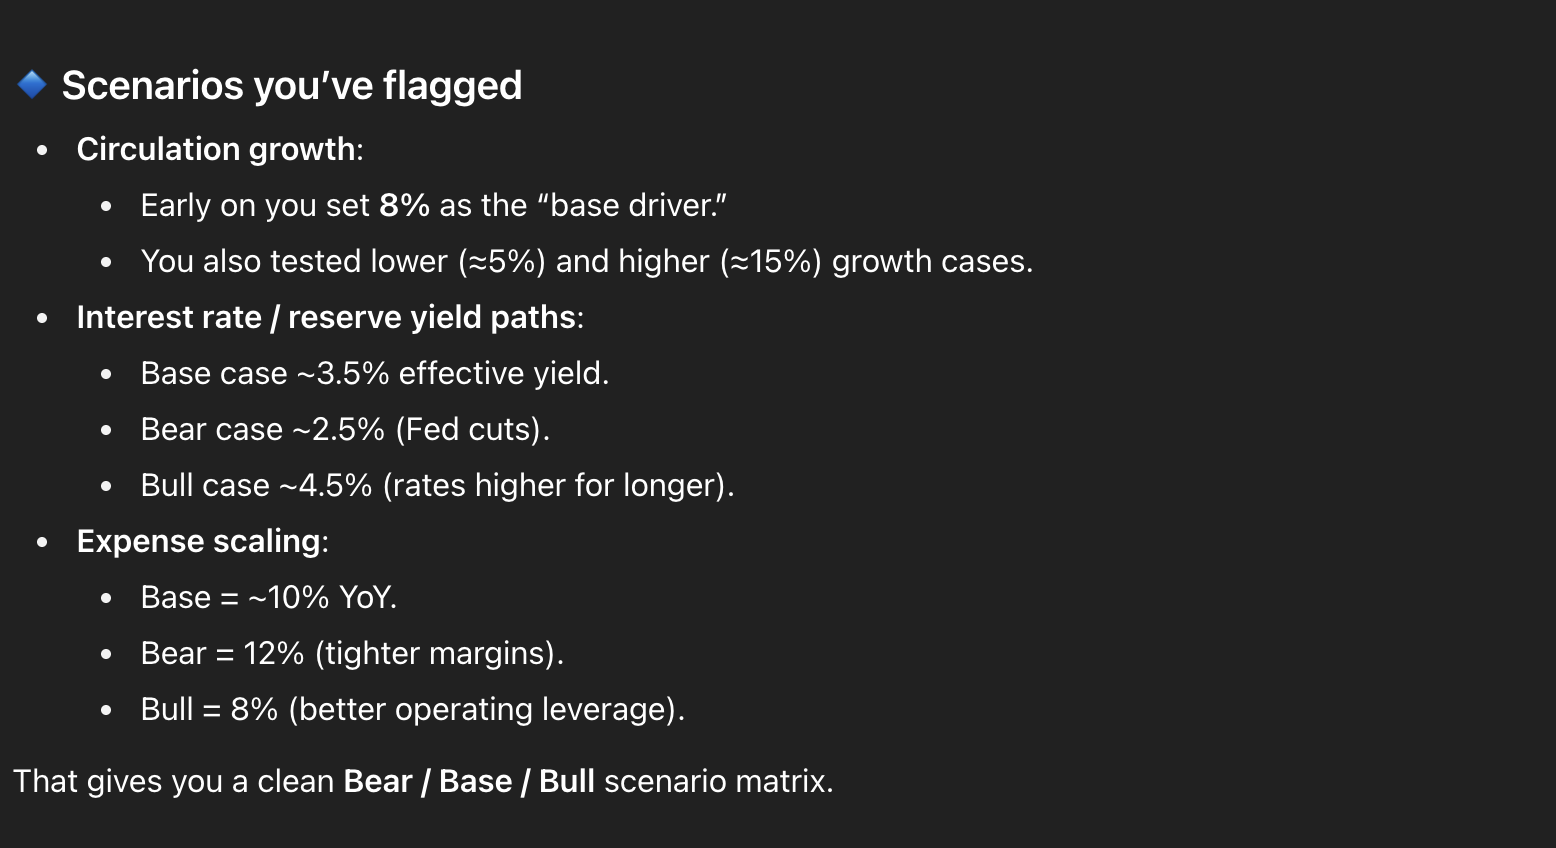 🔹 Scenarios you’ve flagged
• Circulation growth:
• Early on you set 8% as the “base driver.”
• You also tested lower (≈5%) and higher (≈15%) growth cases.
• Interest rate / reserve yield paths:
• Base case ~3.5% effective yield.
• Bear case ~2.5% (Fed cuts).
• Bull case ~4.5% (rates higher for longer).
• Expense scaling:
• Base = ~10% YoY.
• Bear = 12% (tighter margins).
• Bull = 8% (better operating leverage).
That gives you a clean Bear / Base / Bull scenario matrix.